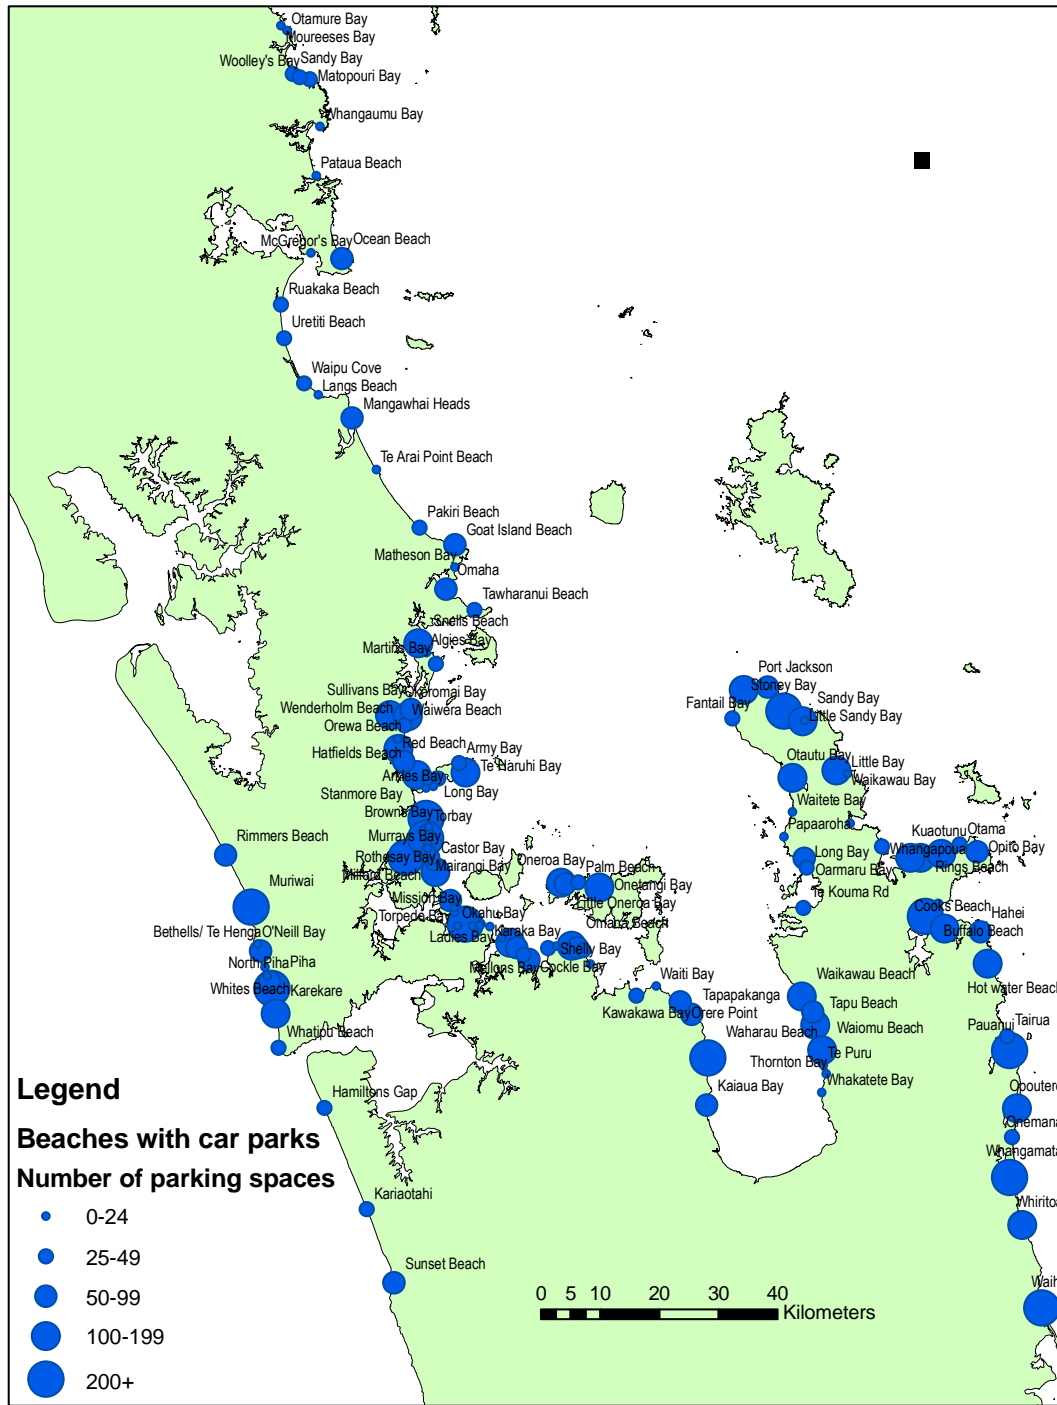 Otamure Bay
Moureeses Bay
Woolley's Bay
Sandy Bay
Matopouri Bay
Whangaumu Bay
Pataua Beach
McGregor's Bay
Ocean Beach
Ruakaka Beach
Uretiti Beach
Waipu Cove
Langs Beach
Mangawhai Heads
Te Arai Point Beach
Pakiri Beach
Goat Island Beach
Matheson Bay
Omaha
Tawharanui Beach
Snells Beach
Algies Bay
Martins Bay
Sullivans Bay
Okoromai Bay
Wenderholm Beach
Waiwera Beach
Orewa Beach
Red Beach
Army Bay
Hatfields Beach
Te Haruhi Bay
Arkles Bay
Stanmore Bay
Long Bay
Browns Bay
Torbay
Murrays Bay
Castor Bay
Rothesay Bay
Mairangi Bay
Milford Beach
Mission Bay
Torpedo Bay
Okahu Bay
Ladies Bay
Karaka Bay
Mellons Bay
Cockle Bay
Shelly Bay
Oneroa Bay
Palm Beach
Onetangi Bay
Little Oneroa Bay
Omana Beach
Waiti Bay
Kawakawa Bay
Tapapakanga
Orere Point
Waharau Beach
Kaiaua Bay
Port Jackson
Stoney Bay
Fantail Bay
Sandy Bay
Little Sandy Bay
Otautu Bay
Little Bay
Waikawau Bay
Waitete Bay
Papaaroha
Long Bay
Oarmaru Bay
Te Kouma Rd
Kuaotunu
Otama
Whangapoua
Opito Bay
Rings Beach
Cooks Beach
Hahei
Buffalo Beach
Hot water Beach
Waikawau Beach
Tapu Beach
Waiomu Beach
Te Puru
Thornton Bay
Whakatete Bay
Tairua
Pauanui
Opoutere
Onemana
Whangamata
Whiritoa
Waih
Rimmers Beach
Muriwai
Bethells/ Te Henga
O'Neill Bay
North Piha
Piha
Whites Beach
Karekare
Whatipu Beach
Hamiltons Gap
Kariaotahi
Sunset Beach
Legend
Beaches with car parks
Number of parking spaces
0-24
25-49
50-99
100-199
200+
0 5 10 20 30 40
Kilometers